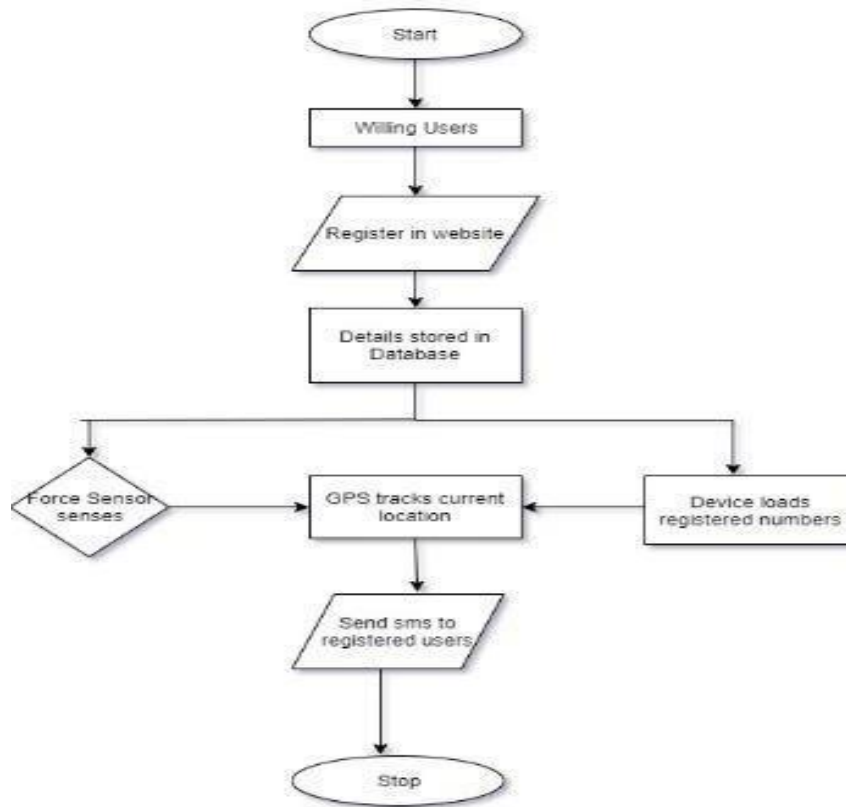 Start
Willing Users
Register in website
Details stored in
Database
Force Sensor
senses
GPS tracks current
location
Device loads
registered numbers
Send sms to
registered users
Stop